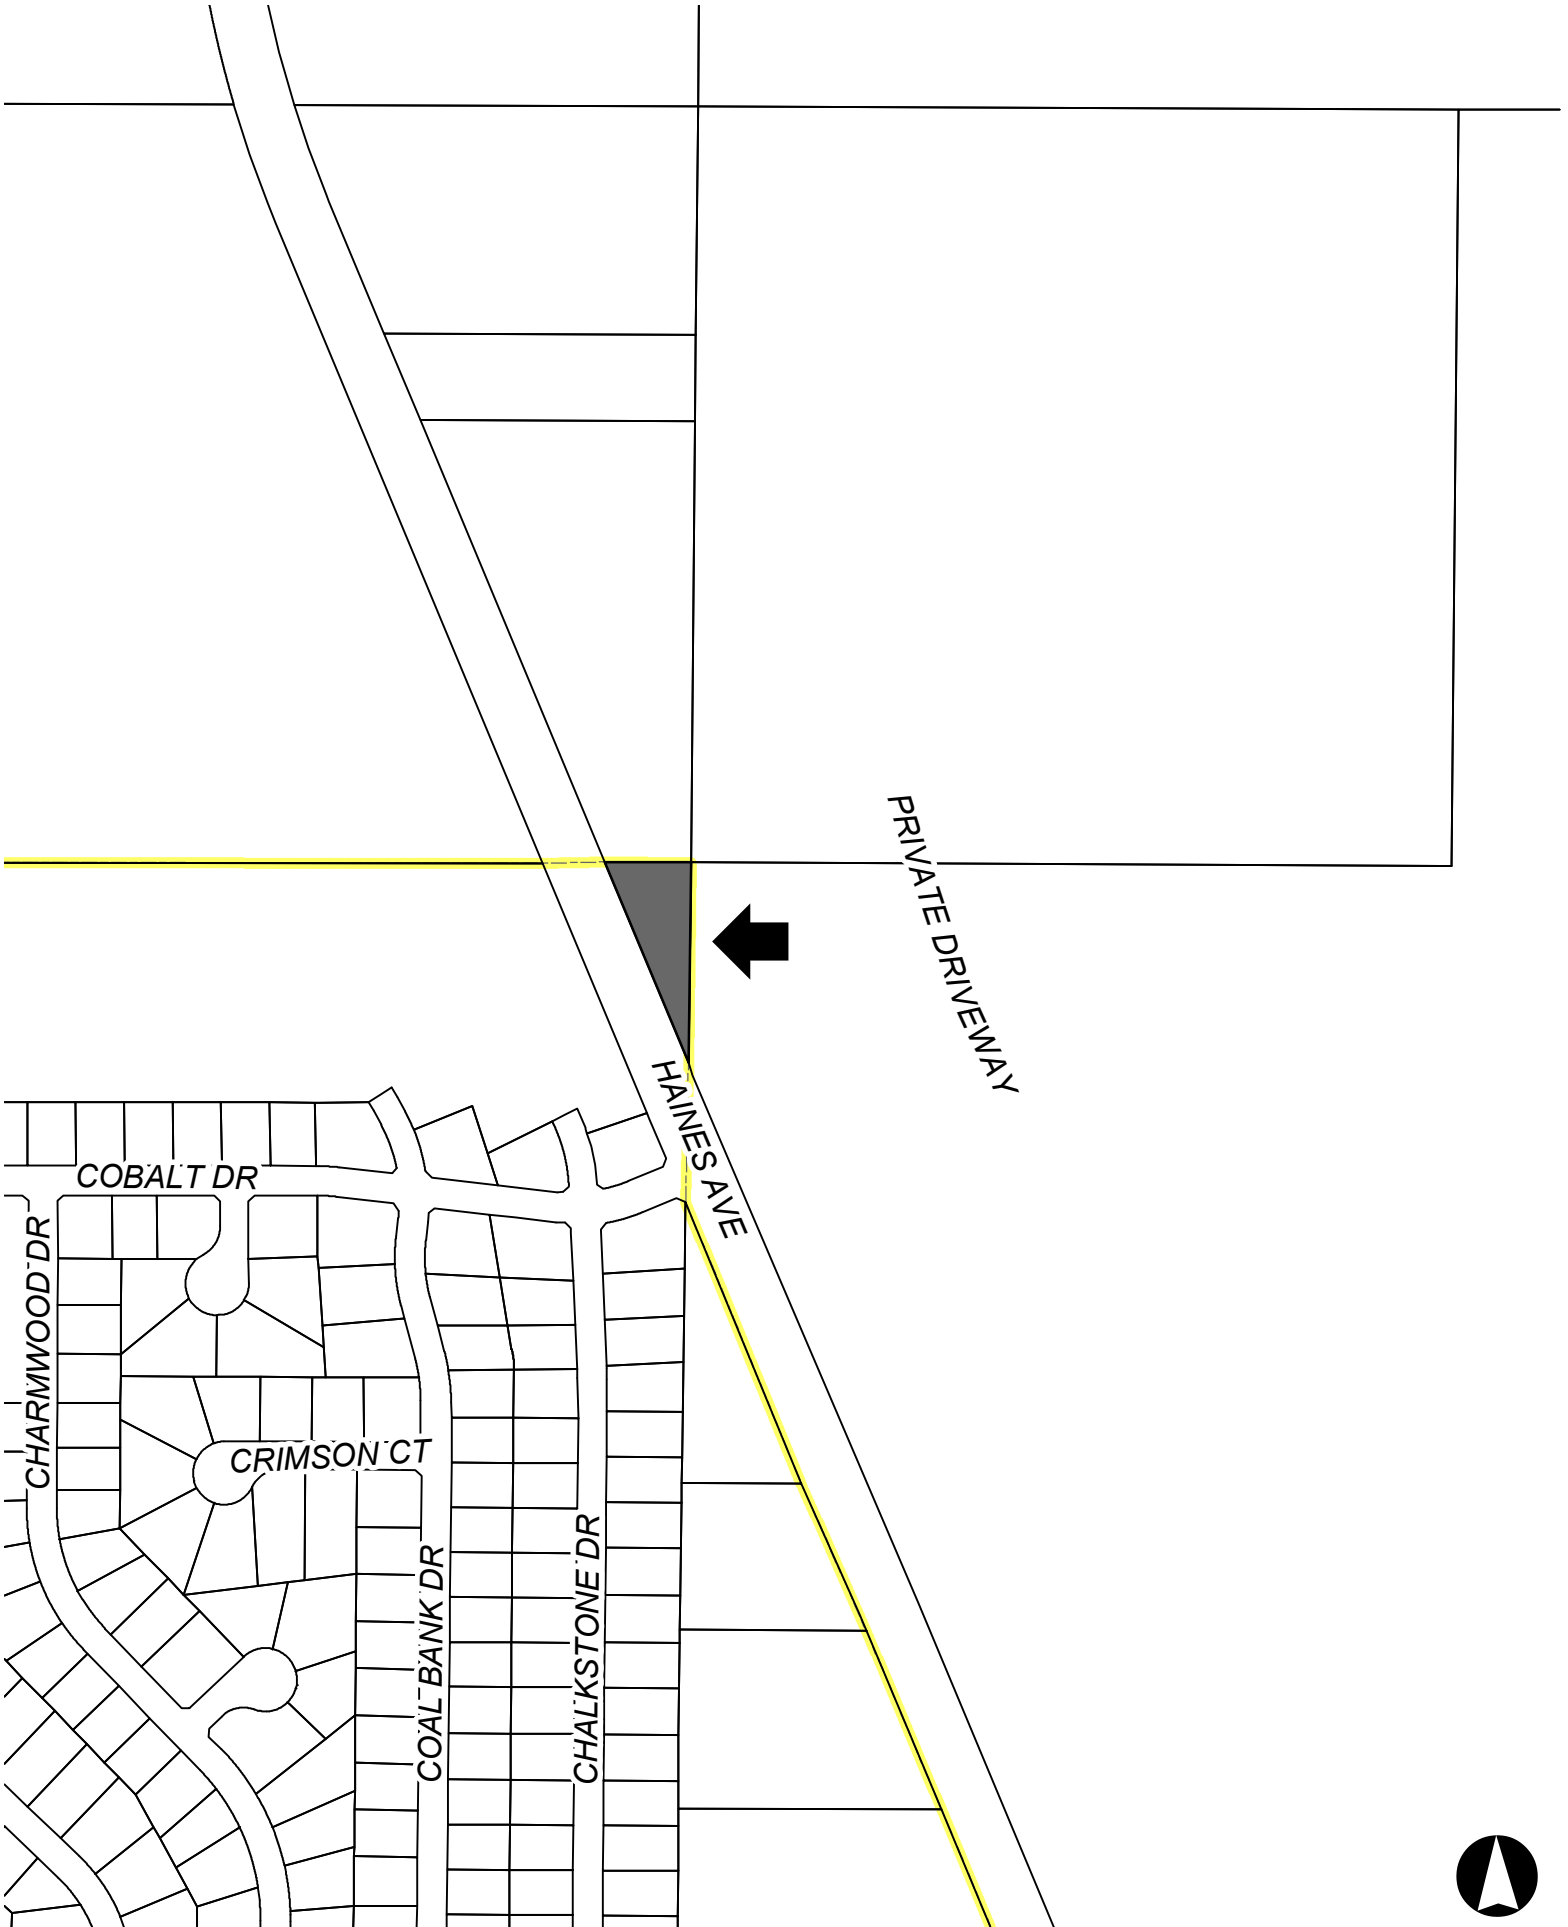 PRIVATE DRIVEWAY
HAINES AVE
COBALT DR
CHARMWOOD DR
CRIMSON CT
COAL BANK DR
CHALKSTONE DR